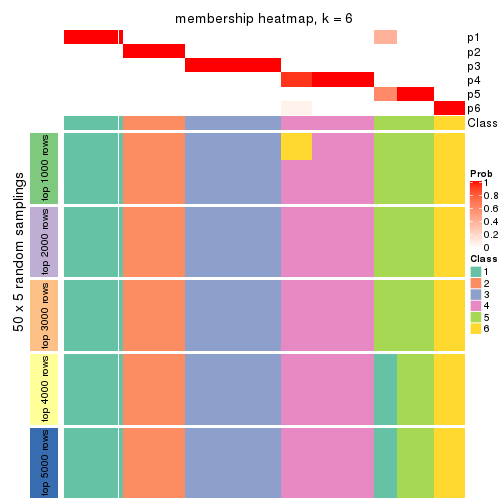 membership heatmap, k = 6
p1
p2
p3
p4
p5
p6
Class
50 x 5 random samplings
top 1000 rows
top 2000 rows
top 3000 rows
top 4000 rows
top 5000 rows
Prob
1
0.8
0.6
0.4
0.2
0
Class
1
2
3
4
5
6